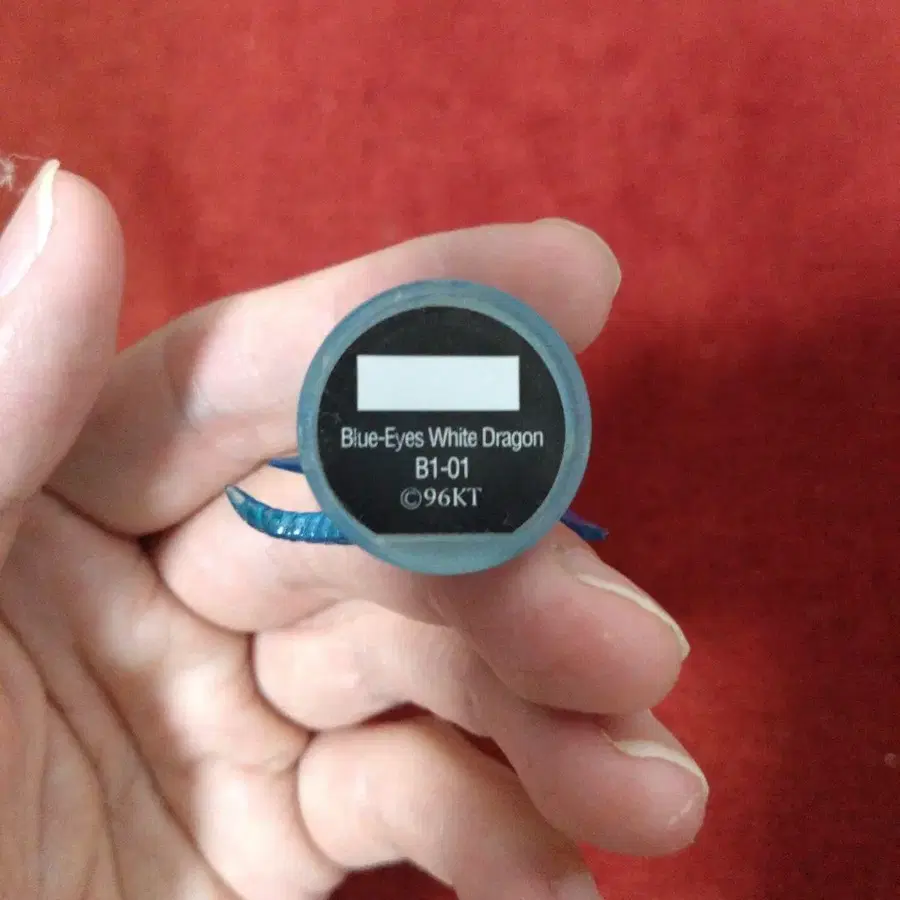 Blue-Eyes White Dragon
B1-01
©96KT